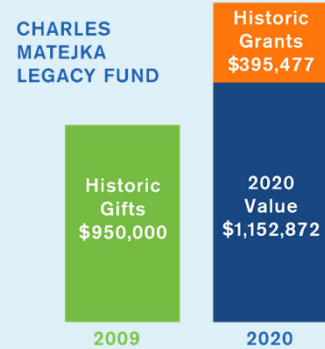 CHARLES
MATEJKA
LEGACY FUND
Historic
Grants
$395,477
Historic
Gifts
$950,000
2020
Value
$1,152,872
2009
2020